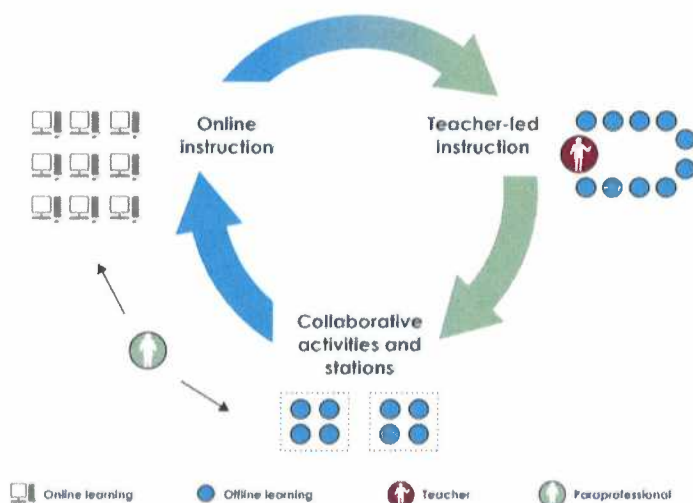 Online
instruction
Teacher-led
instruction
Collaborative
activities and
stations
Online learning
Offline learning
Teacher
Paraprofessional